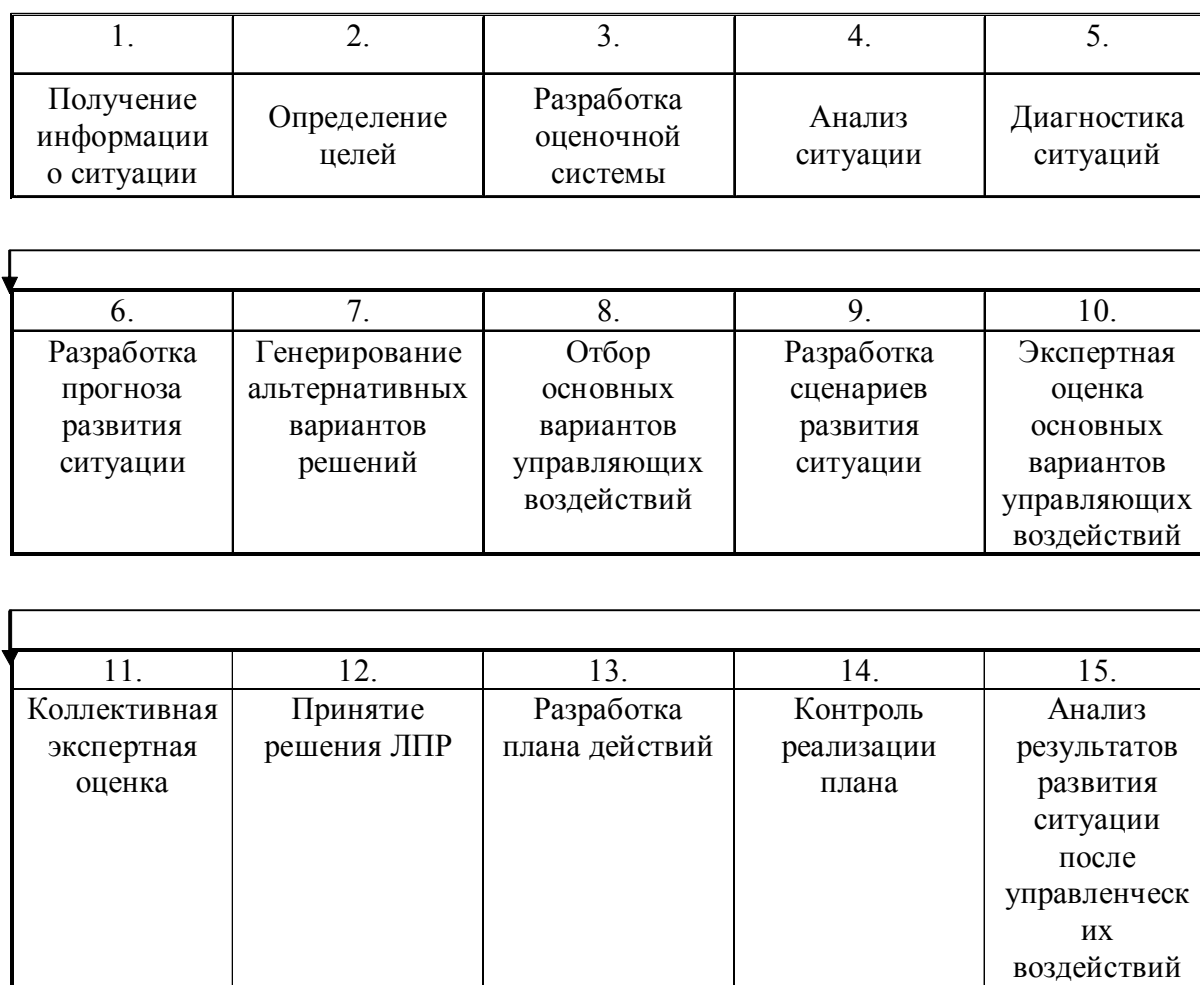 1. 2. 3. 4. 5.
Получение
информации
о ситуации
Определение
целей
Разработка
оценочной
системы
Анализ
ситуации
Диагностика
ситуаций
6. 7. 8. 9. 10.
Разработка
прогноза
развития
ситуации
Генерирование
альтернативных
вариантов
решений
Отбор
основных
вариантов
управляющих
воздействий
Разработка
сценариев
развития
ситуации
Экспертная
оценка
основных
вариантов
управляющих
воздействий
11. 12. 13. 14. 15.
Коллективная
экспертная
оценка
Принятие
решения ЛПР
Разработка
плана действий
Контроль
реализации
плана
Анализ
результатов
развития
ситуации
после
управленческ
их
воздействий